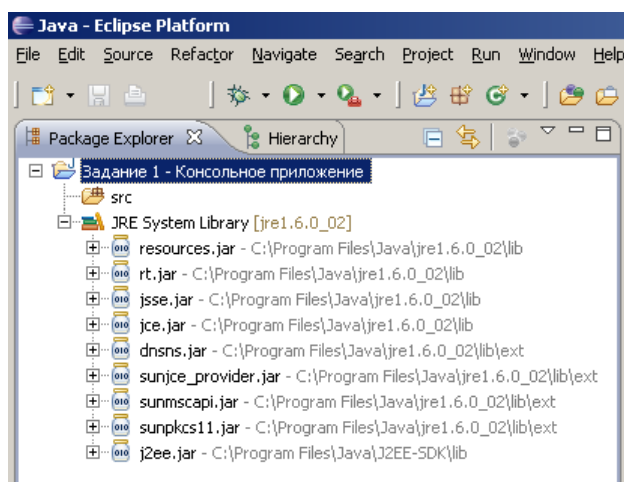 Java - Eclipse Platform
File Edit Source Refactor Navigate Search Project Run Window Help
Package Explorer Hierarchy
Задание 1 - Консольное приложение
src
JRE System Library [jre1.6.0_02]
resources.jar - C:\Program Files\Java\jre1.6.0_02\lib
rt.jar - C:\Program Files\Java\jre1.6.0_02\lib
jsse.jar - C:\Program Files\Java\jre1.6.0_02\lib
jce.jar - C:\Program Files\Java\jre1.6.0_02\lib
dnsns.jar - C:\Program Files\Java\jre1.6.0_02\lib\ext
sunjce_provider.jar - C:\Program Files\Java\jre1.6.0_02\lib\ext
sunmscapi.jar - C:\Program Files\Java\jre1.6.0_02\lib\ext
sunpkcs11.jar - C:\Program Files\Java\jre1.6.0_02\lib\ext
j2ee.jar - C:\Program Files\Java\J2EE-SDK\lib